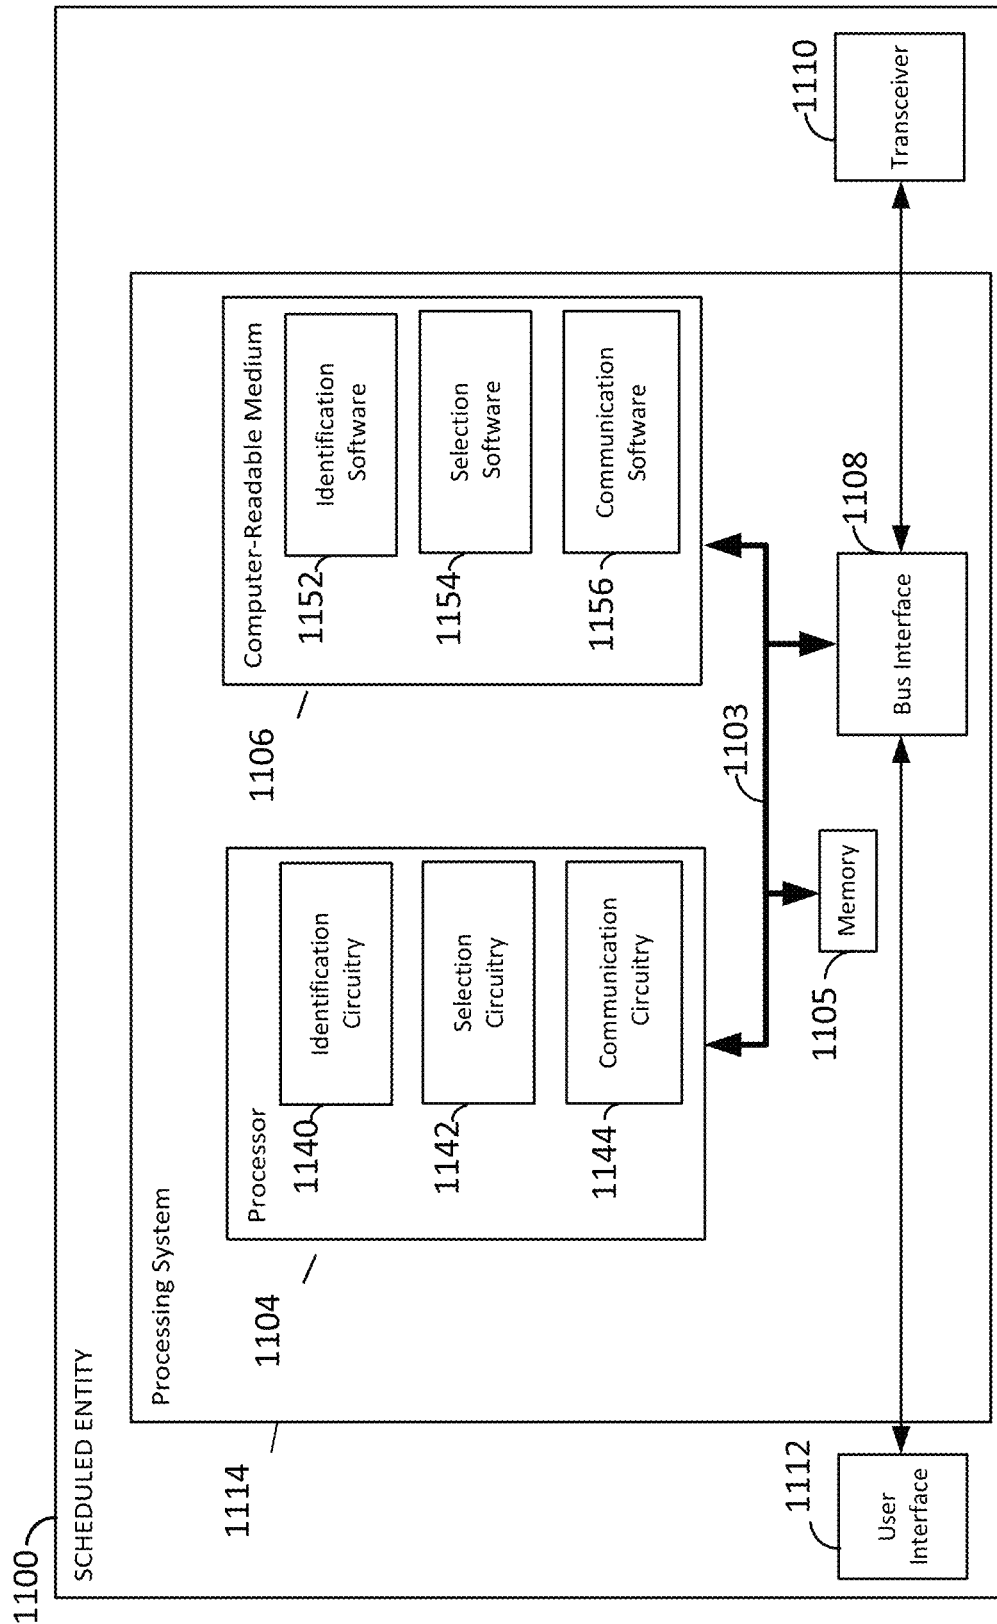 1100
SCHEDULED ENTITY
1114
Processing System
1104
Processor
1140
Identification
Circuitry
1142
Selection
Circuitry
1144
Communication
Circuitry
1106
Computer-Readable Medium
1152
Identification
Software
1154
Selection
Software
1156
Communication
Software
1103
1105
Memory
1108
Bus Interface
1112
User
Interface
1110
Transceiver